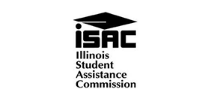 iSAC
Illinois
Student
Assistance
Commission